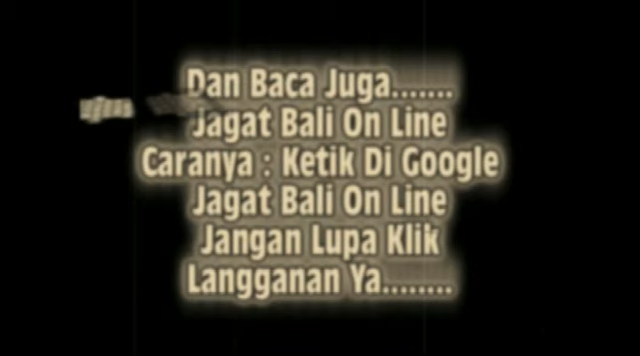 Dan Baca Juga.......
Jagat Bali On Line
Caranya : Ketik Di Google
Jagat Bali On Line
Jangan Lupa Klik
Langganan Ya........